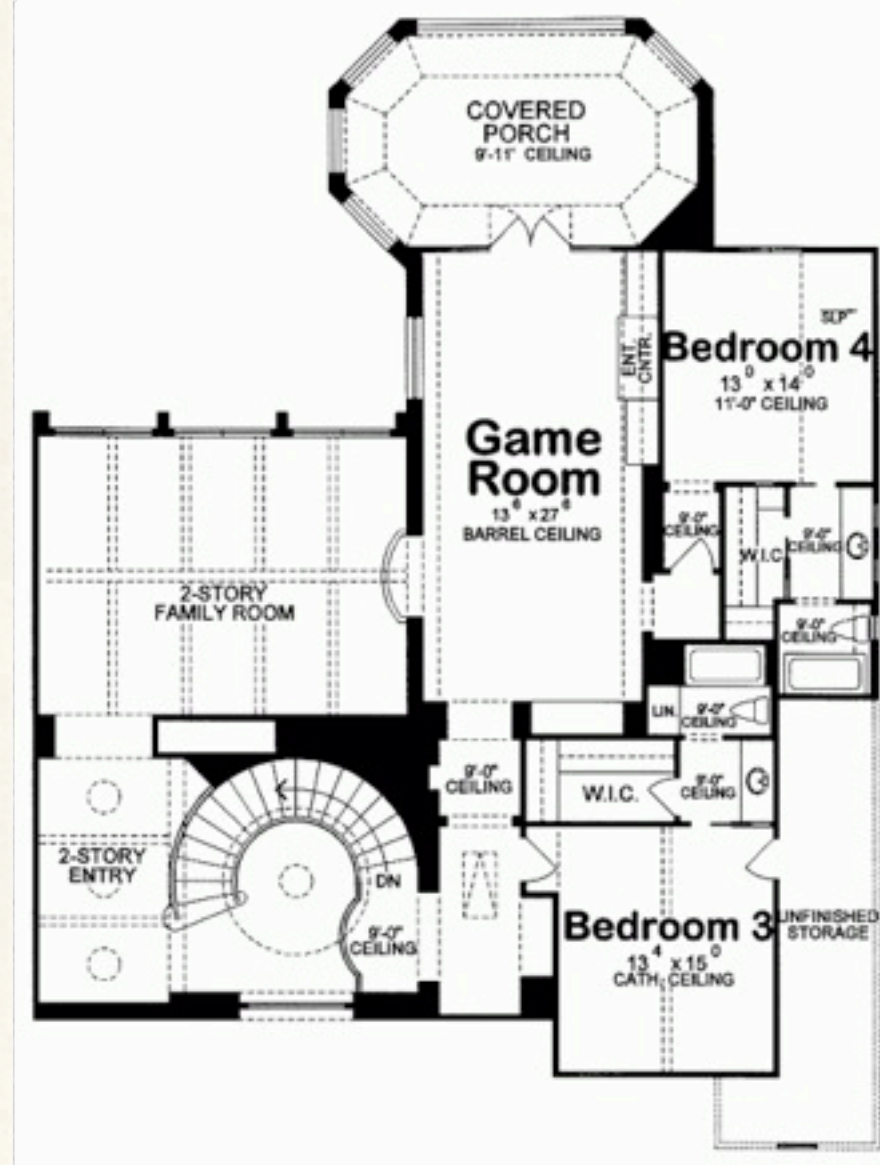 COVERED
PORCH
9'-11" CEILING
SLP
Bedroom 4
13⁰ x 14⁰
11'-0" CEILING
ENT.
CNTR.
Game
Room
13⁶ x 27⁶
BARREL CEILING
9'-0"
CEILING
W.I.C.
9'-0"
CEILING
9'-0"
CEILING
2-STORY
FAMILY ROOM
LIN.
9'-0"
CEILING
9'-0"
CEILING
W.I.C.
9'-0"
CEILING
2-STORY
ENTRY
DN
9'-0"
CEILING
Bedroom 3
13⁴ x 15⁰
CATH. CEILING
UNFINISHED
STORAGE